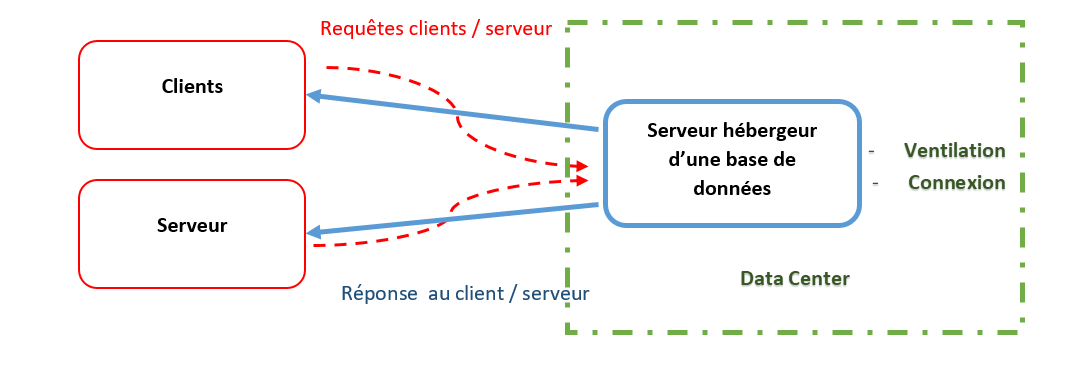 Requêtes clients / serveur
Clients
Serveur hébergeur
d’une base de
données
- Ventilation
- Connexion
Serveur
Data Center
Réponse au client / serveur